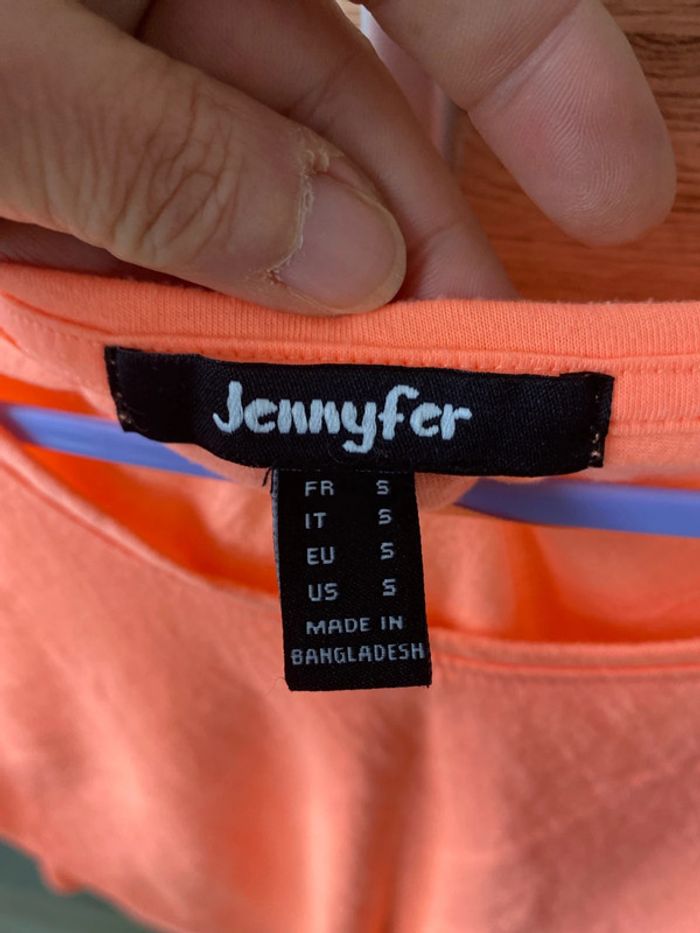 Jennyfer
FR S
IT S
EU S
US S
MADE IN
BANGLADESH